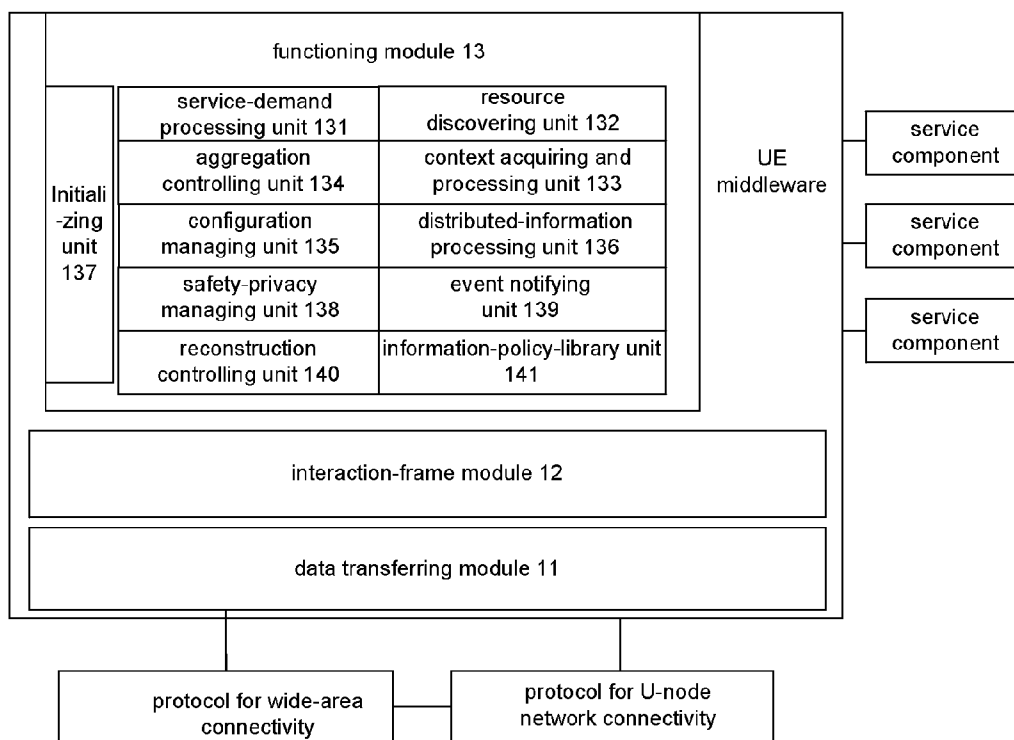 functioning module 13
service-demand
processing unit 131
resource
discovering unit 132
aggregation
controlling unit 134
context acquiring and
processing unit 133
Initiali
-zing
unit
137
configuration
managing unit 135
distributed-information
processing unit 136
safety-privacy
managing unit 138
event notifying
unit 139
reconstruction
controlling unit 140
information-policy-library unit
141
UE
middleware
service
component
service
component
service
component
interaction-frame module 12
data transferring module 11
protocol for wide-area
connectivity
protocol for U-node
network connectivity